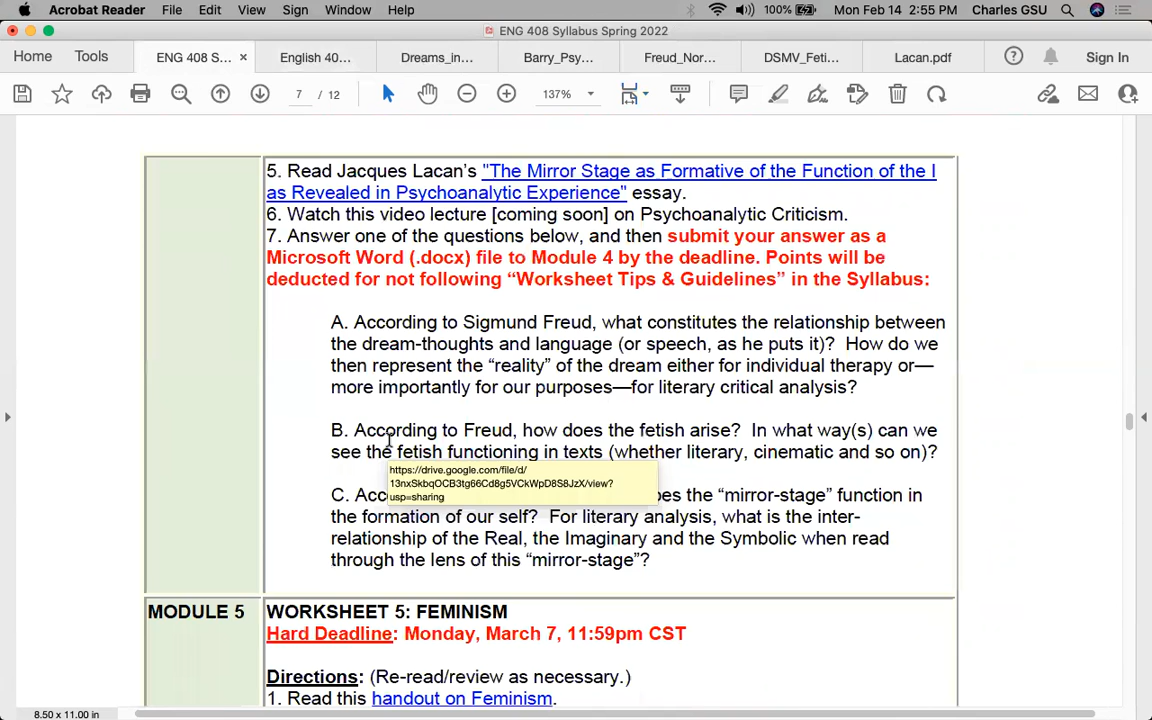 Acrobat Reader File Edit View Sign Window Help 100% Mon Feb 14 2:55 PM Charles GSU
ENG 408 Syllabus Spring 2022
Home Tools ENG 408 S... × English 40... Dreams_in... Barry_Psy... Freud_Nor... DSMV_Feti... Lacan.pdf ? Sign In
7 / 12 137%
5. Read Jacques Lacan’s "The Mirror Stage as Formative of the Function of the I
as Revealed in Psychoanalytic Experience" essay.
6. Watch this video lecture [coming soon] on Psychoanalytic Criticism.
7. Answer one of the questions below, and then submit your answer as a
Microsoft Word (.docx) file to Module 4 by the deadline. Points will be
deducted for not following “Worksheet Tips & Guidelines” in the Syllabus:
A. According to Sigmund Freud, what constitutes the relationship between
the dream-thoughts and language (or speech, as he puts it)? How do we
then represent the “reality” of the dream either for individual therapy or—
more importantly for our purposes—for literary critical analysis?
B. According to Freud, how does the fetish arise? In what way(s) can we
see the fetish functioning in texts (whether literary, cinematic and so on)?
https://drive.google.com/file/d/
13nxSkbqOCB3tg66Cd8g5VCkWpD8S8JzX/view?
usp=sharing
C. Acc es the “mirror-stage” function in
the formation of our self? For literary analysis, what is the inter-
relationship of the Real, the Imaginary and the Symbolic when read
through the lens of this “mirror-stage”?
MODULE 5 WORKSHEET 5: FEMINISM
Hard Deadline: Monday, March 7, 11:59pm CST
Directions: (Re-read/review as necessary.)
1. Read this handout on Feminism.
8.50 x 11.00 in